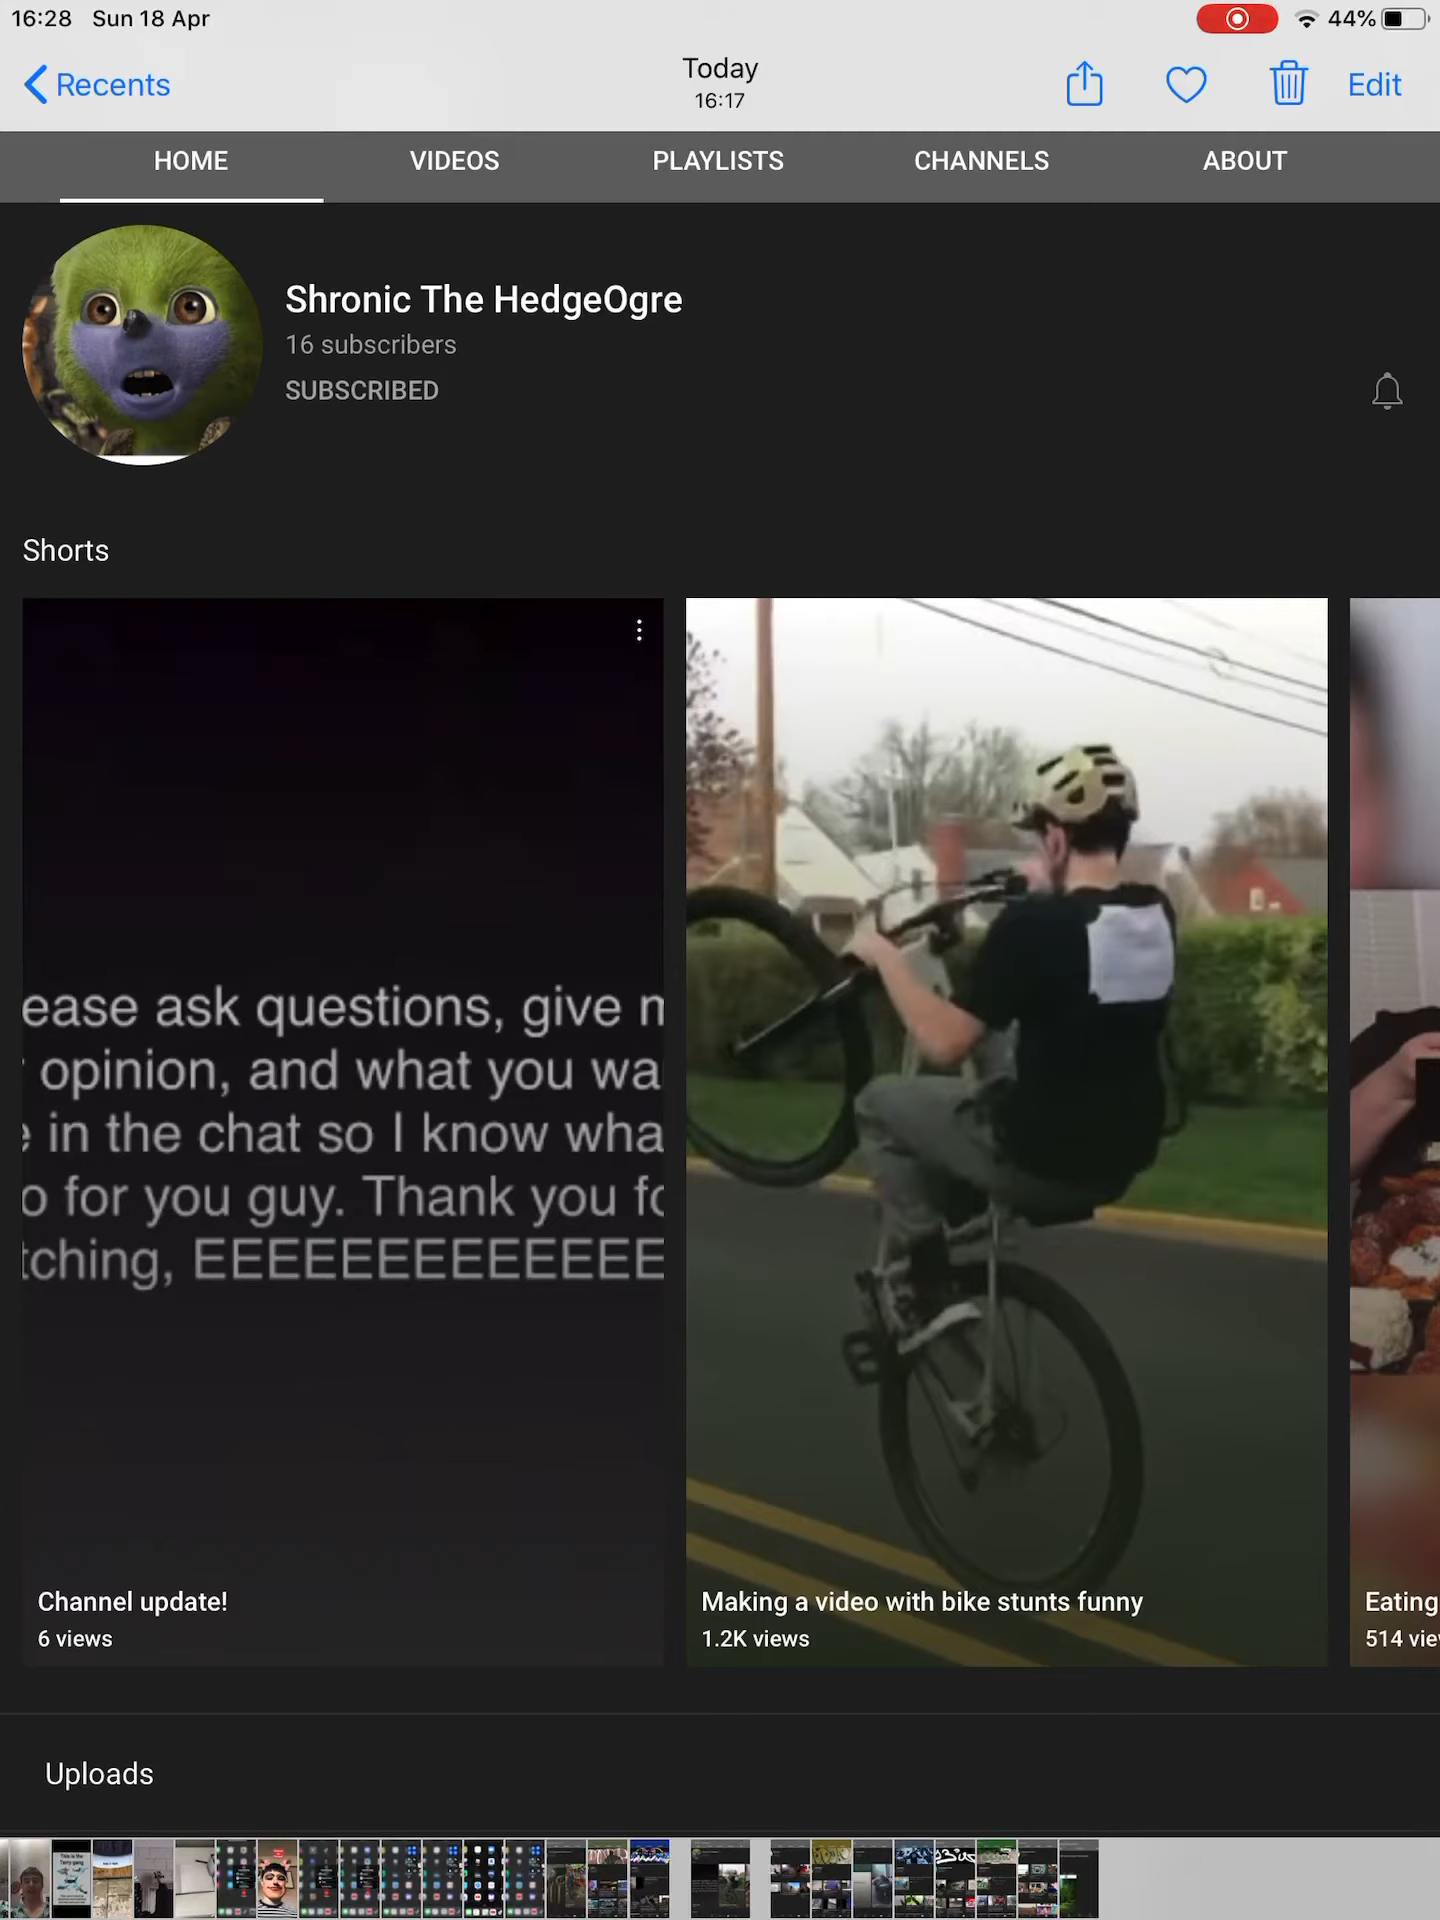 16:28 Sun 18 Apr
44%
Recents
Today
16:17
Edit
HOME
VIDEOS
PLAYLISTS
CHANNELS
ABOUT
Shronic The HedgeOgre
16 subscribers
SUBSCRIBED
Shorts
ease ask questions, give
opinion, and what you wa
in the chat so I know wha
o for you guy. Thank you fo
tching, EEEEEEEEEEEEE
Channel update!
6 views
Making a video with bike stunts funny
1.2K views
Eating
514 vie
Uploads